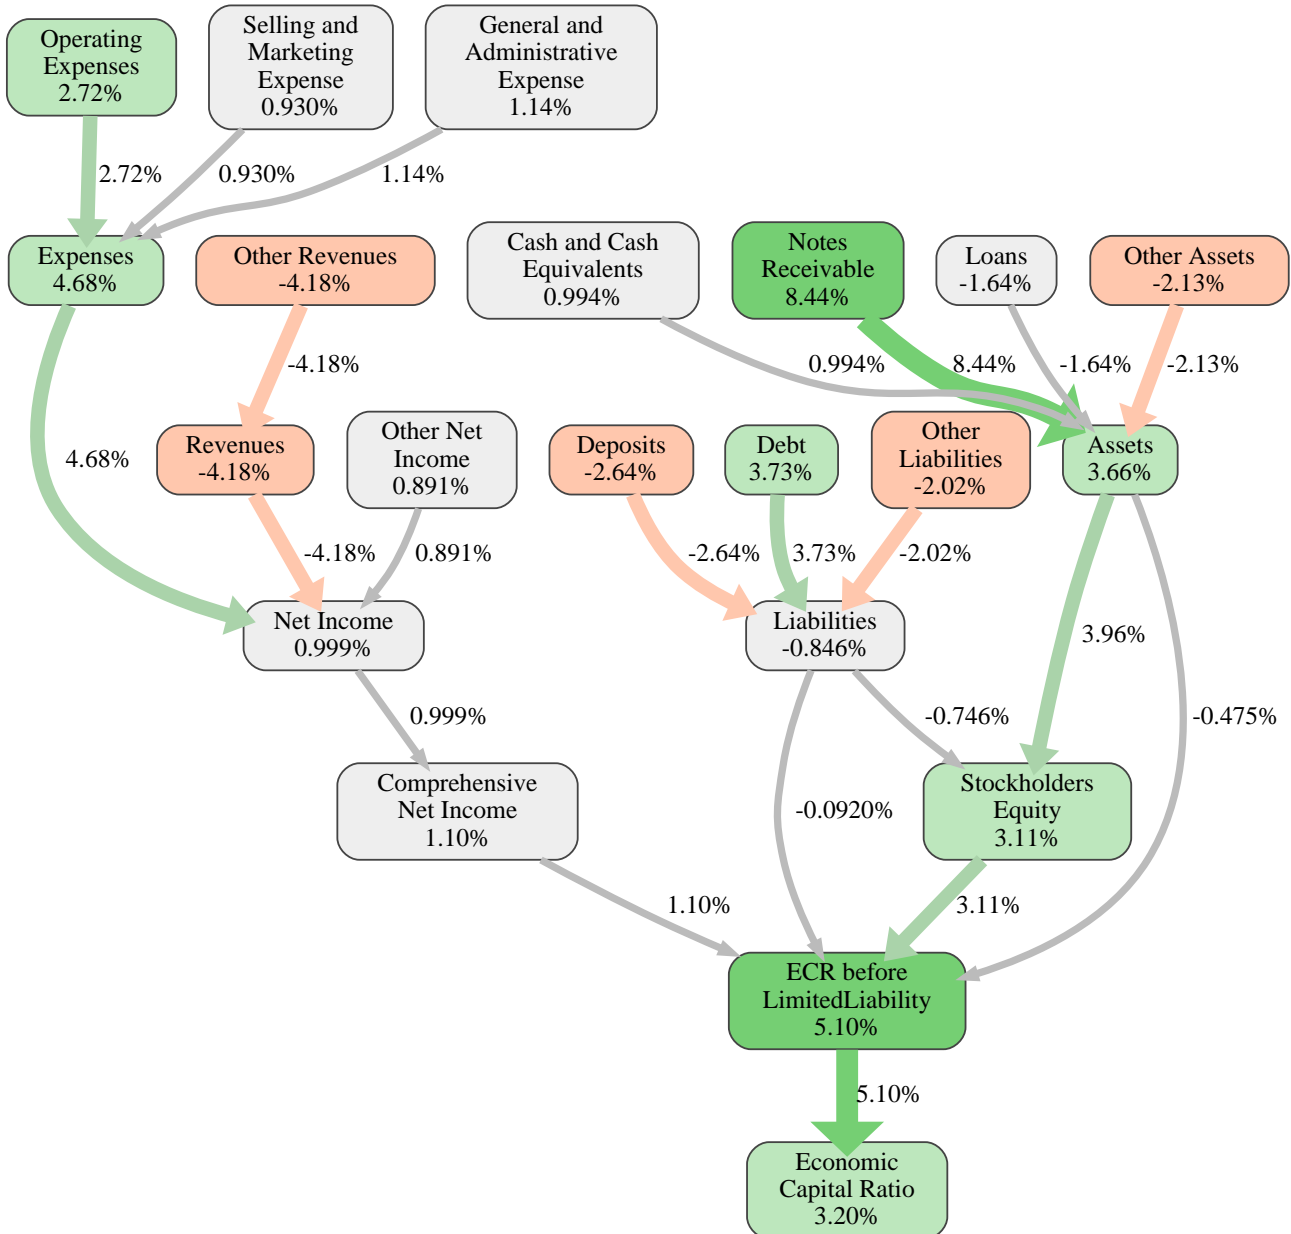 Operating
Expenses
2.72%
Selling and
Marketing
Expense
0.930%
General and
Administrative
Expense
1.14%
2.72%
0.930%
1.14%
Expenses
4.68%
Other Revenues
-4.18%
Cash and Cash
Equivalents
0.994%
Notes
Receivable
8.44%
Loans
-1.64%
Other Assets
-2.13%
-4.18%
0.994%
8.44%
-1.64%
-2.13%
4.68%
Revenues
-4.18%
Other Net
Income
0.891%
Deposits
-2.64%
Debt
3.73%
Other
Liabilities
-2.02%
Assets
3.66%
-4.18%
0.891%
-2.64%
3.73%
-2.02%
Net Income
0.999%
Liabilities
-0.846%
3.96%
0.999%
-0.746%
-0.475%
Comprehensive
Net Income
1.10%
-0.0920%
Stockholders
Equity
3.11%
1.10%
3.11%
ECR before
LimitedLiability
5.10%
5.10%
Economic
Capital Ratio
3.20%